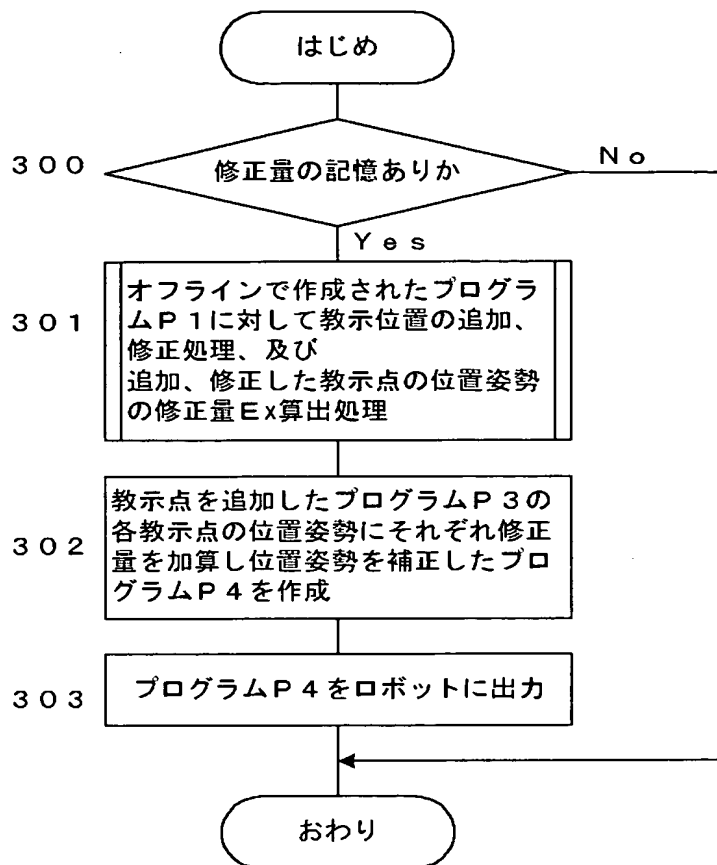 はじめ
３００
修正量の記憶ありか
Ｎｏ
Ｙｅｓ
３０１
オフラインで作成されたプログラ
ムＰ１に対して教示位置の追加、
修正処理、及び
追加、修正した教示点の位置姿勢
の修正量Ｅｘ算出処理
３０２
教示点を追加したプログラムＰ３の
各教示点の位置姿勢にそれぞれ修正
量を加算し位置姿勢を補正したプロ
グラムＰ４を作成
３０３
プログラムＰ４をロボットに出力
おわり